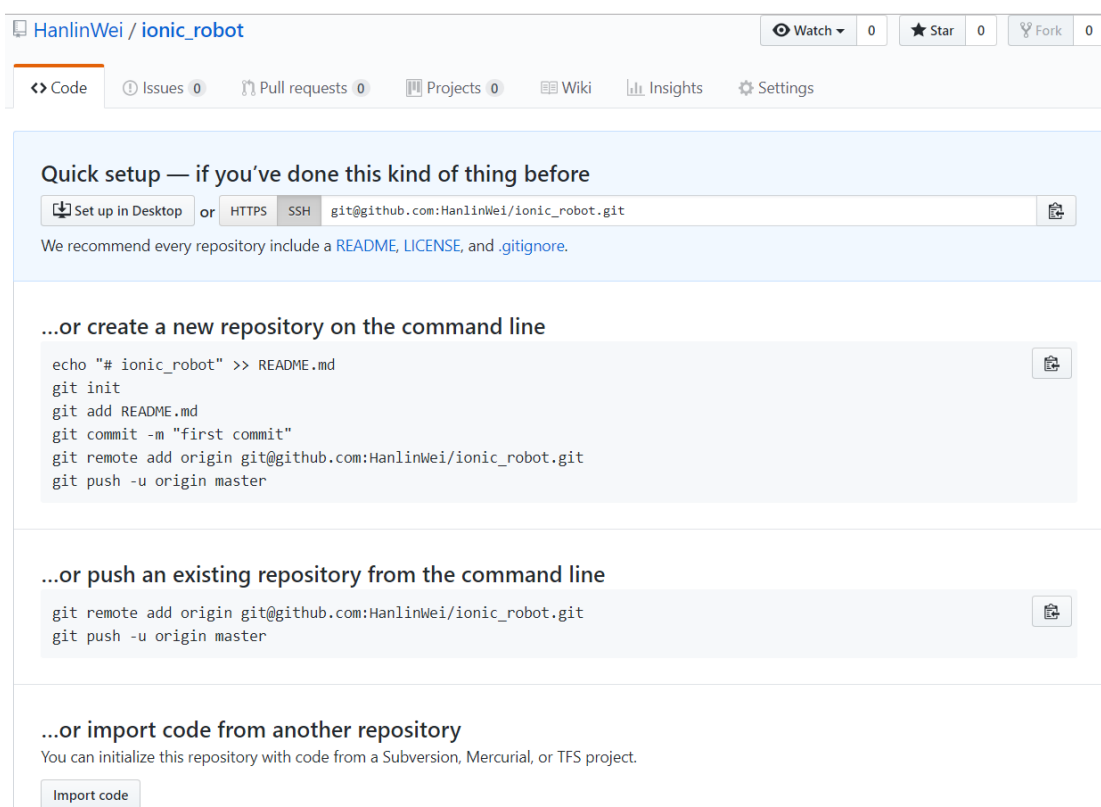 HanlinWei / ionic_robot
Watch 0 Star 0 Fork 0
Code Issues 0 Pull requests 0 Projects 0 Wiki Insights Settings
Quick setup — if you’ve done this kind of thing before
Set up in Desktop or HTTPS SSH git@github.com:HanlinWei/ionic_robot.git
We recommend every repository include a README, LICENSE, and .gitignore.
…or create a new repository on the command line
echo "# ionic_robot" >> README.md
git init
git add README.md
git commit -m "first commit"
git remote add origin git@github.com:HanlinWei/ionic_robot.git
git push -u origin master
…or push an existing repository from the command line
git remote add origin git@github.com:HanlinWei/ionic_robot.git
git push -u origin master
…or import code from another repository
You can initialize this repository with code from a Subversion, Mercurial, or TFS project.
Import code